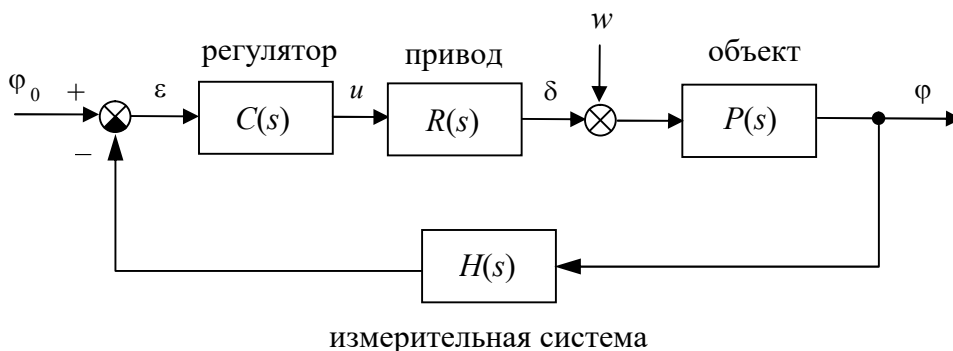 w
регулятор
привод
объект
φ₀
+
ε
C(s)
u
R(s)
δ
P(s)
φ
−
H(s)
измерительная система